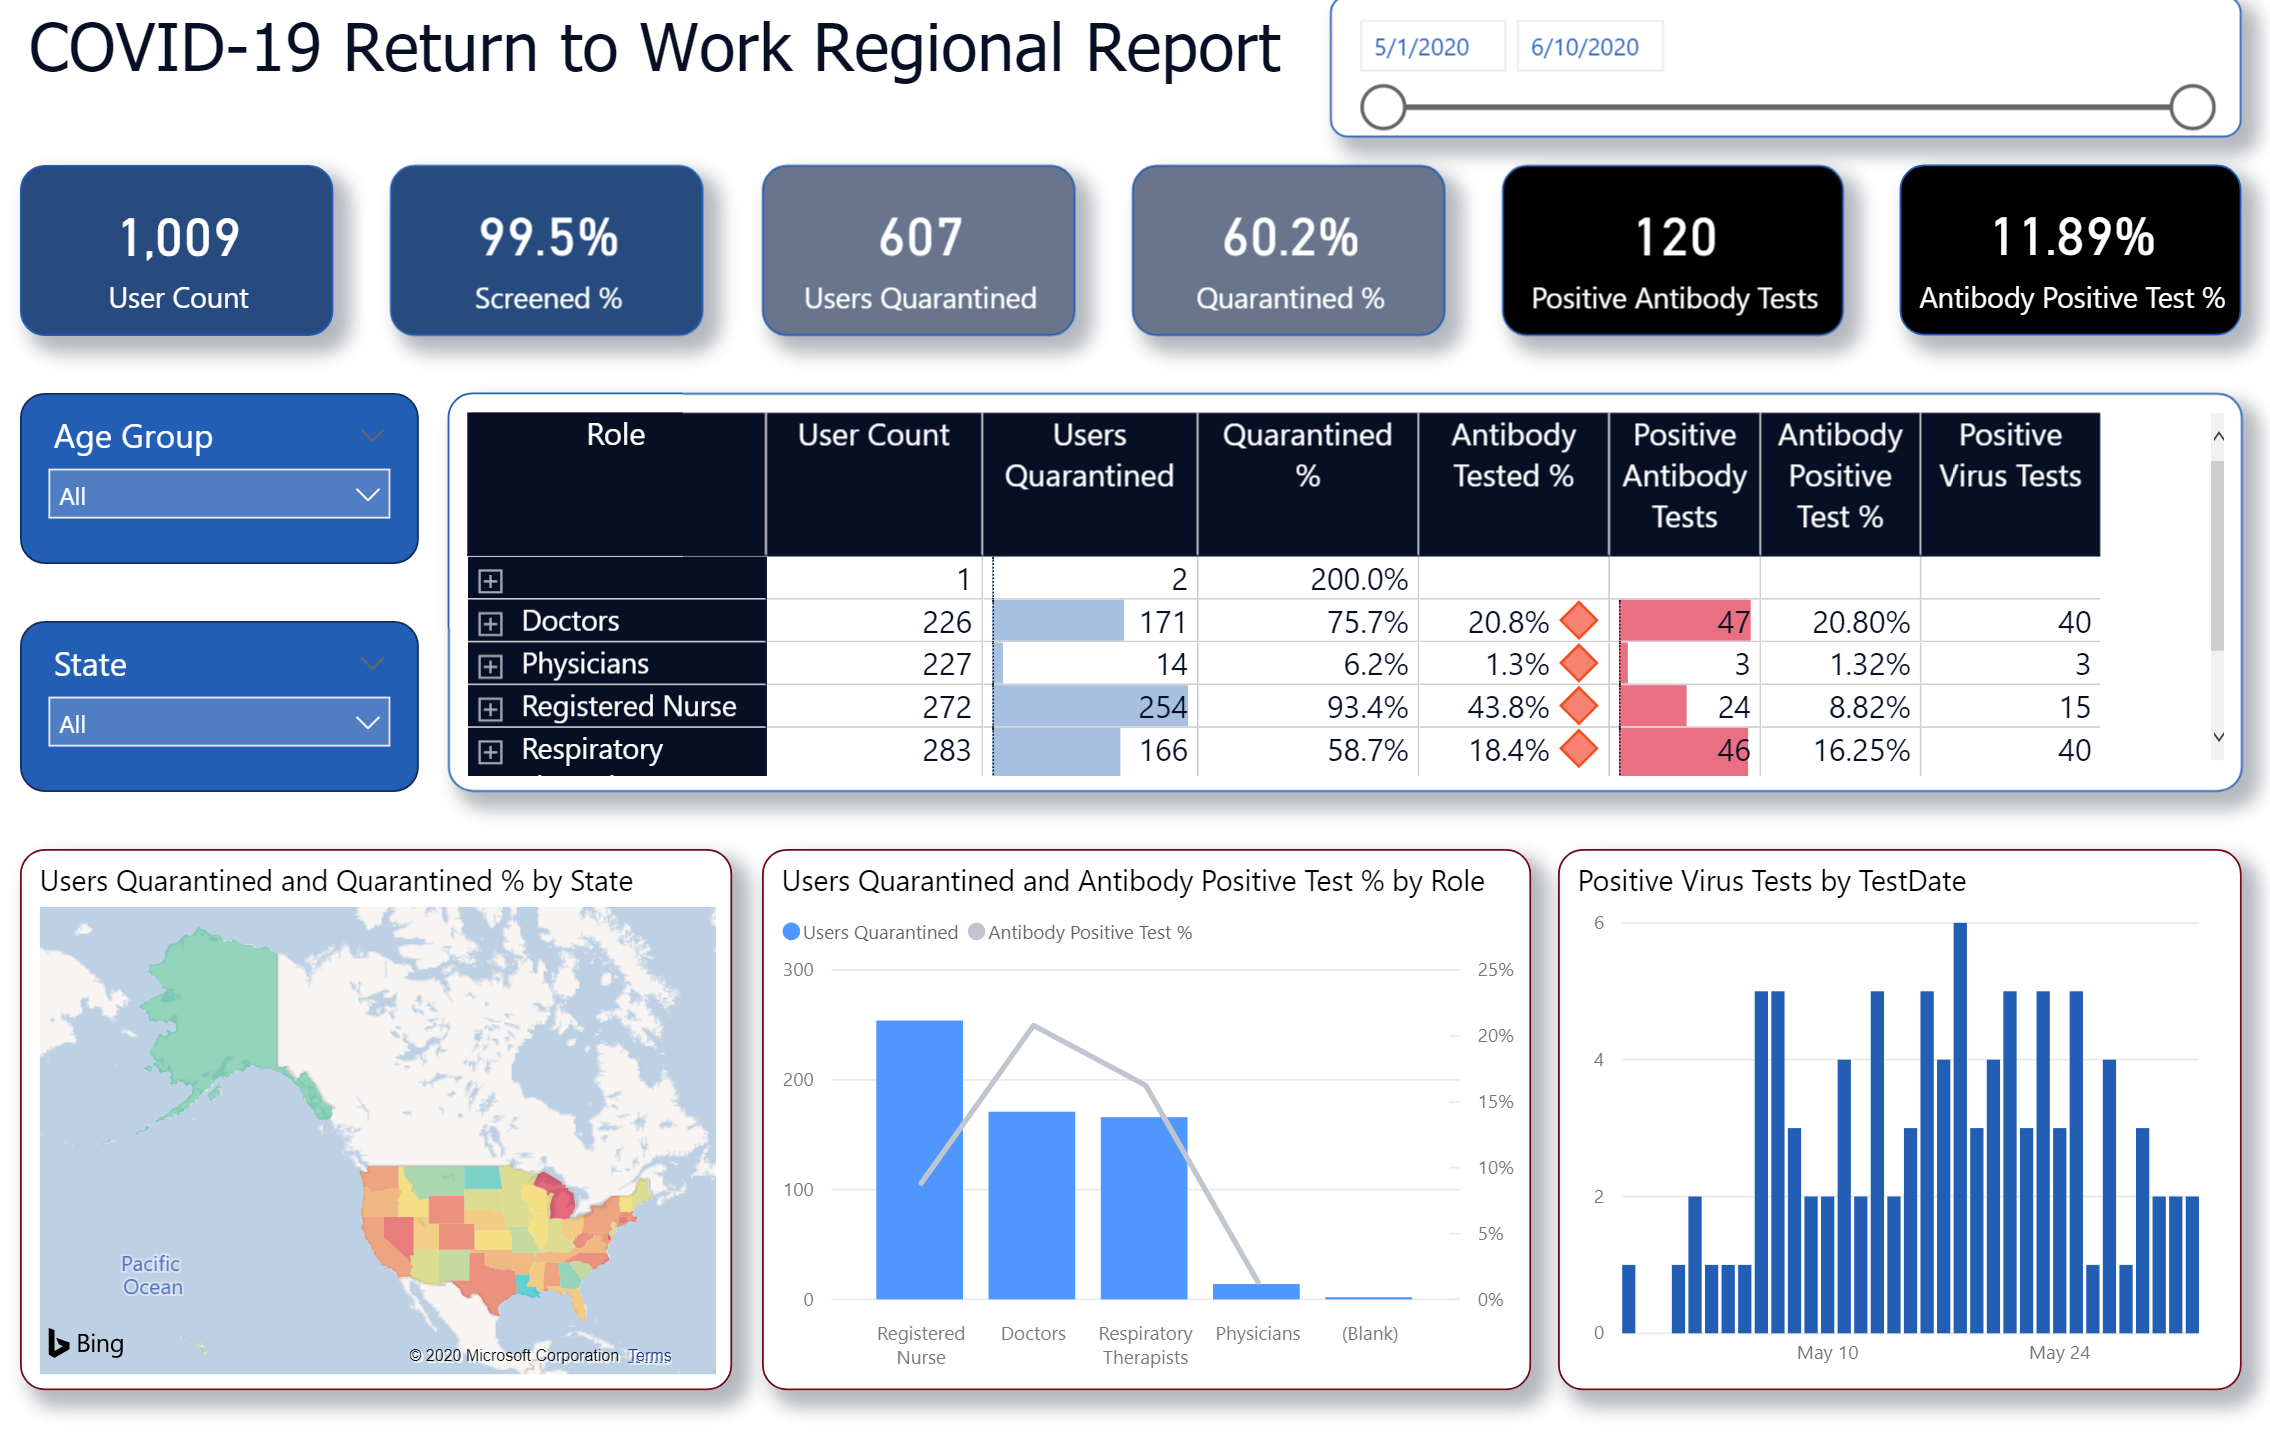 COVID-19 Return to Work Regional Report
5/1/2020 6/10/2020
1,009
User Count
99.5%
Screened %
607
Users Quarantined
60.2%
Quarantined %
120
Positive Antibody Tests
11.89%
Antibody Positive Test %
Age Group
All
State
All
Role User Count Users Quarantined Quarantined % Antibody Tested % Positive Antibody Tests Antibody Positive Test % Positive Virus Tests
1 2 200.0%
Doctors 226 171 75.7% 20.8% 47 20.80% 40
Physicians 227 14 6.2% 1.3% 3 1.32% 3
Registered Nurse 272 254 93.4% 43.8% 24 8.82% 15
Respiratory 283 166 58.7% 18.4% 46 16.25% 40
Users Quarantined and Quarantined % by State
Pacific
Ocean
Bing
© 2020 Microsoft Corporation Terms
Users Quarantined and Antibody Positive Test % by Role
Users Quarantined Antibody Positive Test %
300
200
100
0
25%
20%
15%
10%
5%
0%
Registered
Nurse
Doctors
Respiratory
Therapists
Physicians
(Blank)
Positive Virus Tests by TestDate
6
4
2
0
May 10 May 24